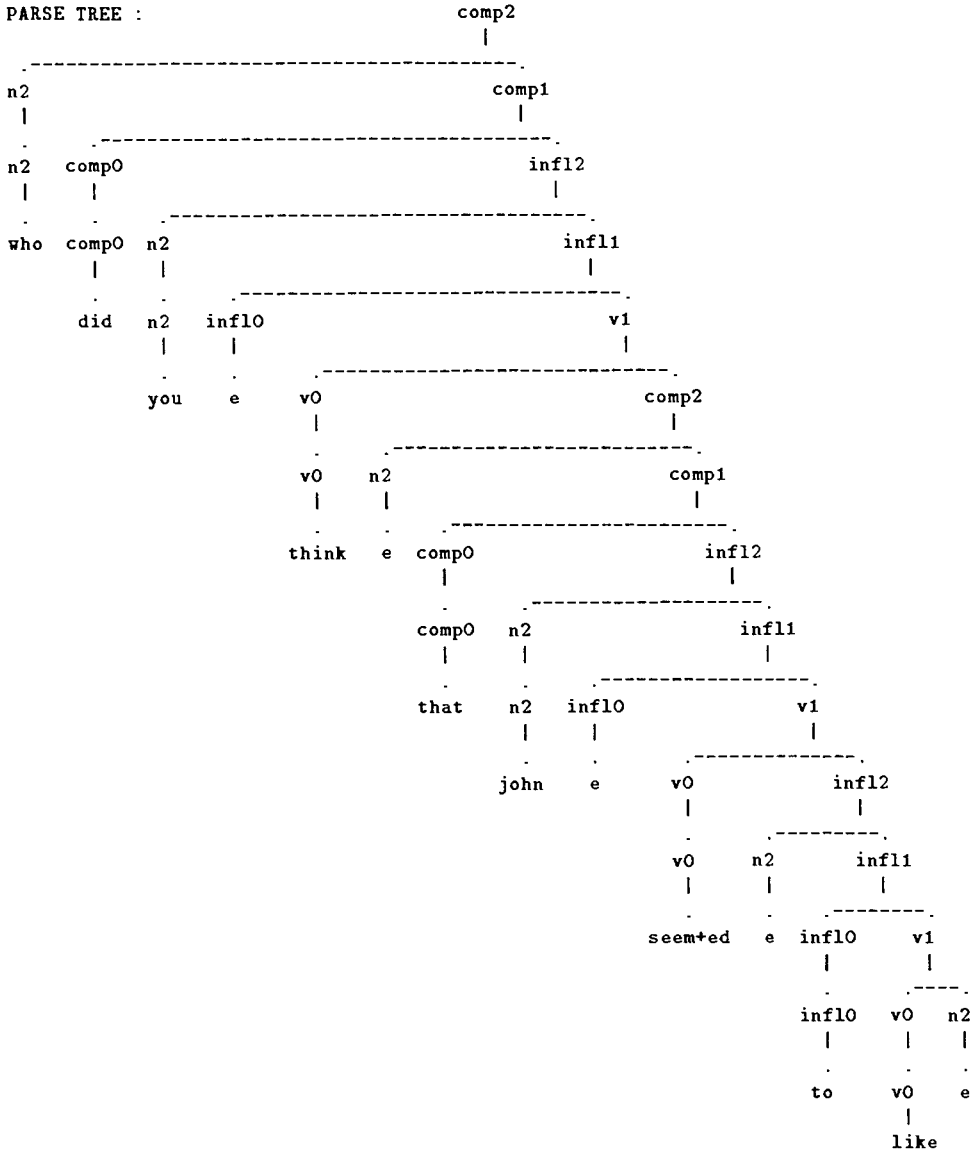 PARSE TREE : comp2
n2 comp1
n2 comp0 infl2
who comp0 n2 infl1
did n2 infl0 v1
you e v0 comp2
v0 n2 comp1
think e comp0 infl2
comp0 n2 infl1
that n2 infl0 v1
john e v0 infl2
v0 n2 infl1
seem+ed e infl0 v1
infl0 v0 n2
to v0 e
like